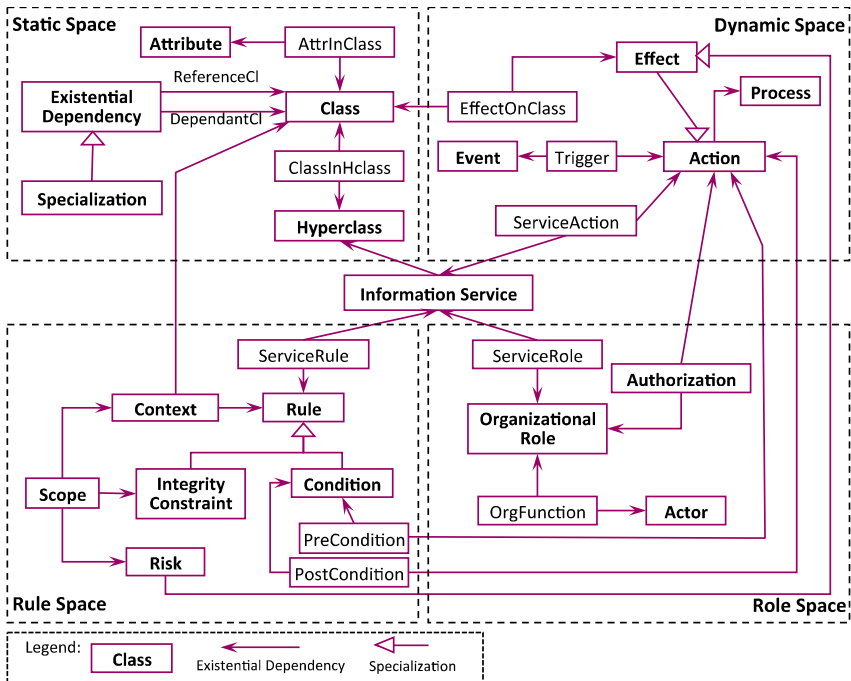 Static Space
Attribute
AttrInClass
ReferenceCl
Existential
Dependency
DependantCl
Class
ClassInHclass
Specialization
Hyperclass
Dynamic Space
Effect
Process
EffectOnClass
Event
Trigger
Action
ServiceAction
Information Service
ServiceRule
Context
Rule
Scope
Integrity
Constraint
Condition
PreCondition
Risk
PostCondition
Rule Space
ServiceRole
Authorization
Organizational
Role
OrgFunction
Actor
Role Space
Legend:
Class
Existential Dependency
Specialization